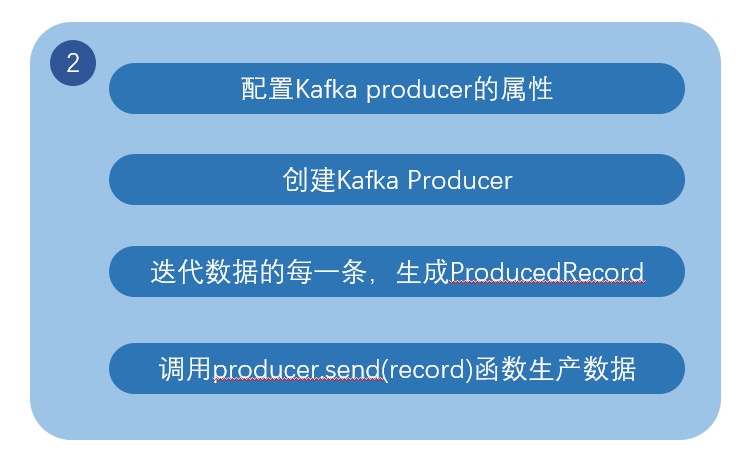 2
配置Kafka producer的属性
创建Kafka Producer
迭代数据的每一条，生成ProducedRecord
调用producer.send(record)函数生产数据